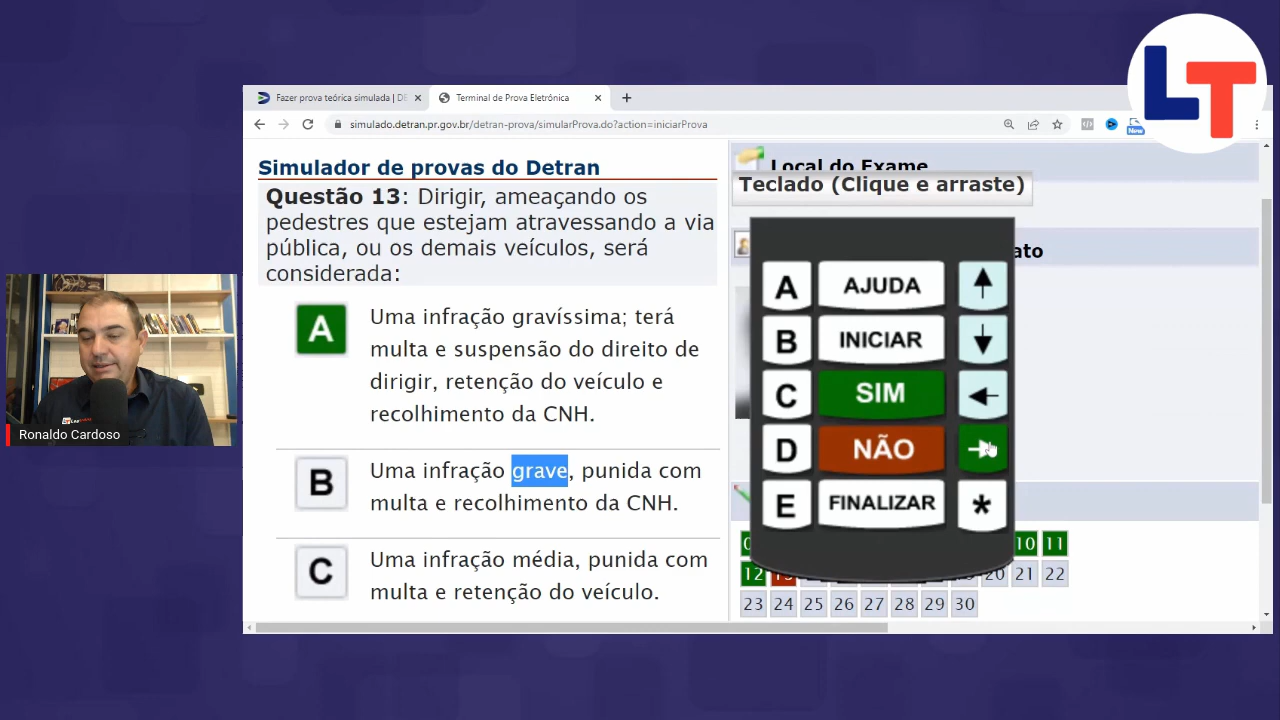 LT
Fazer prova teórica simulada | DE
Terminal de Prova Eletrónica
simulado.detran.pr.gov.br/detran-prova/simularProva.do?action=iniciarProva
New
Simulador de provas do Detran
Questão 13: Dirigir, ameaçando os
pedestres que estejam atravessando a via
pública, ou os demais veículos, será
considerada:
A
Uma infração gravíssima; terá
multa e suspensão do direito de
dirigir, retenção do veículo e
recolhimento da CNH.
B
Uma infração grave, punida com
multa e recolhimento da CNH.
C
Uma infração média, punida com
multa e retenção do veículo.
Local do Exame
Teclado (Clique e arraste)
ato
A AJUDA
B INICIAR
C SIM
D NÃO
E FINALIZAR *
10 11
12 20 21 22
23 24 25 26 27 28 29 30
Ronaldo Cardoso